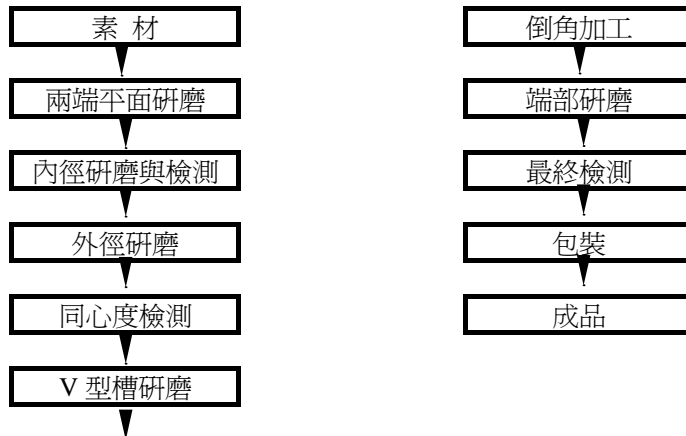 素 材
兩端平面研磨
內徑研磨與檢測
外徑研磨
同心度檢測
V 型槽研磨
倒角加工
端部研磨
最終檢測
包裝
成品